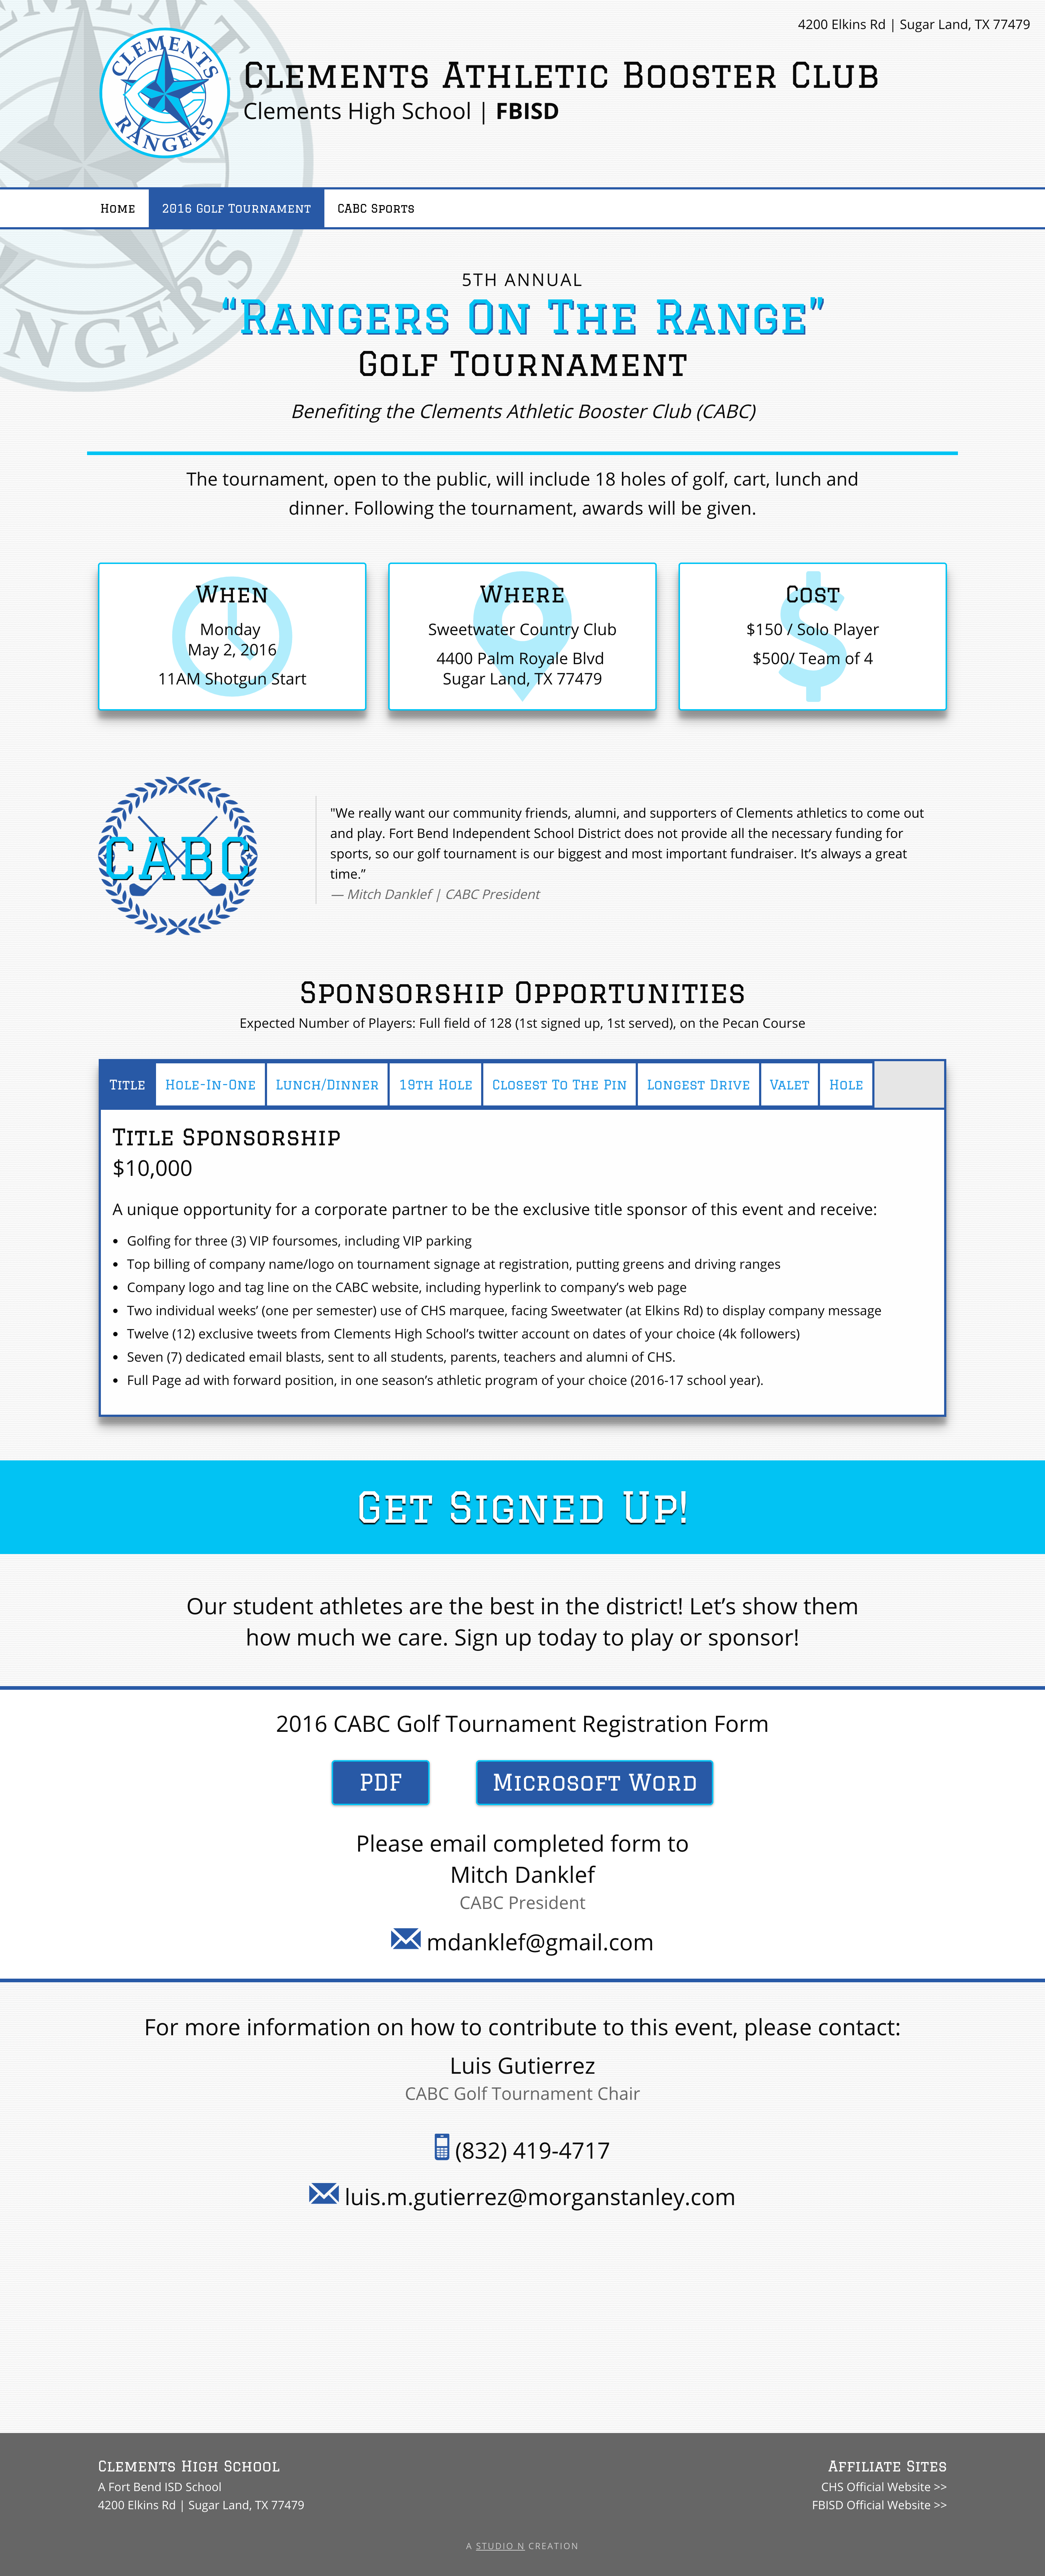 4200 Elkins Rd | Sugar Land, TX 77479
CLEMENTS
RANGERS
Clements Athletic Booster Club
Clements High School | FBISD
Home
2016 Golf Tournament
CABC Sports
5TH ANNUAL
“Rangers On The Range”
Golf Tournament
Benefiting the Clements Athletic Booster Club (CABC)
The tournament, open to the public, will include 18 holes of golf, cart, lunch and
dinner. Following the tournament, awards will be given.
When
Monday
May 2, 2016
11AM Shotgun Start
Where
Sweetwater Country Club
4400 Palm Royale Blvd
Sugar Land, TX 77479
Cost
$150 / Solo Player
$500/ Team of 4
CABC
"We really want our community friends, alumni, and supporters of Clements athletics to come out
and play. Fort Bend Independent School District does not provide all the necessary funding for
sports, so our golf tournament is our biggest and most important fundraiser. It’s always a great
time.”
— Mitch Danklef | CABC President
Sponsorship Opportunities
Expected Number of Players: Full field of 128 (1st signed up, 1st served), on the Pecan Course
Title
Hole-In-One
Lunch/Dinner
19th Hole
Closest To The Pin
Longest Drive
Valet
Hole
Title Sponsorship
$10,000
A unique opportunity for a corporate partner to be the exclusive title sponsor of this event and receive:
• Golfing for three (3) VIP foursomes, including VIP parking
• Top billing of company name/logo on tournament signage at registration, putting greens and driving ranges
• Company logo and tag line on the CABC website, including hyperlink to company’s web page
• Two individual weeks’ (one per semester) use of CHS marquee, facing Sweetwater (at Elkins Rd) to display company message
• Twelve (12) exclusive tweets from Clements High School’s twitter account on dates of your choice (4k followers)
• Seven (7) dedicated email blasts, sent to all students, parents, teachers and alumni of CHS.
• Full Page ad with forward position, in one season’s athletic program of your choice (2016-17 school year).
Get Signed Up!
Our student athletes are the best in the district! Let’s show them
how much we care. Sign up today to play or sponsor!
2016 CABC Golf Tournament Registration Form
PDF
Microsoft Word
Please email completed form to
Mitch Danklef
CABC President
mdanklef@gmail.com
For more information on how to contribute to this event, please contact:
Luis Gutierrez
CABC Golf Tournament Chair
(832) 419-4717
luis.m.gutierrez@morganstanley.com
Clements High School
A Fort Bend ISD School
4200 Elkins Rd | Sugar Land, TX 77479
Affiliate Sites
CHS Official Website >>
FBISD Official Website >>
A STUDIO N CREATION